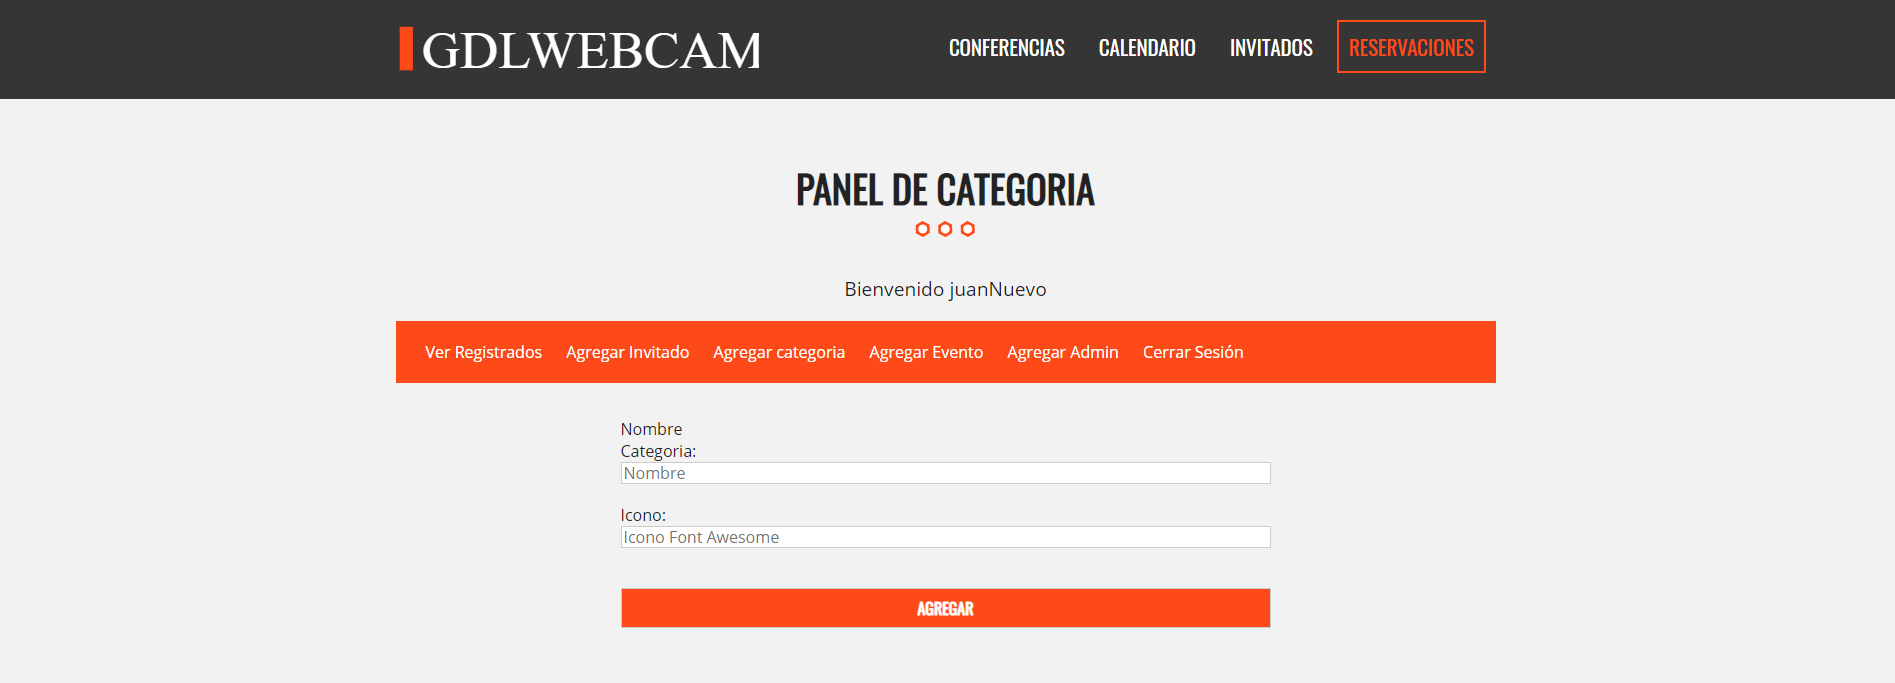 GDLWEBCAM
CONFERENCIAS CALENDARIO INVITADOS RESERVACIONES
PANEL DE CATEGORIA
Bienvenido juanNuevo
Ver Registrados Agregar Invitado Agregar categoria Agregar Evento Agregar Admin Cerrar Sesión
Nombre
Categoria:
Nombre
Icono:
Icono Font Awesome
AGREGAR